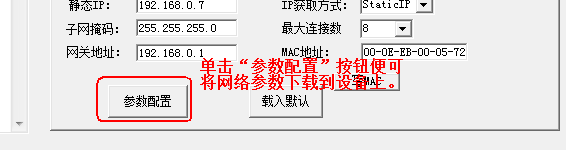 静态IP: 192.168.0.7 IP获取方式: StaticIP
子网掩码: 255.255.255.0 最大连接数 8
网关地址: 192.168.0.1 MAC地址: 00-0E-EB-00-05-72
单击“参数配置”按钮便可
将网络参数下载到设备上。
参数配置 载入默认 MAC